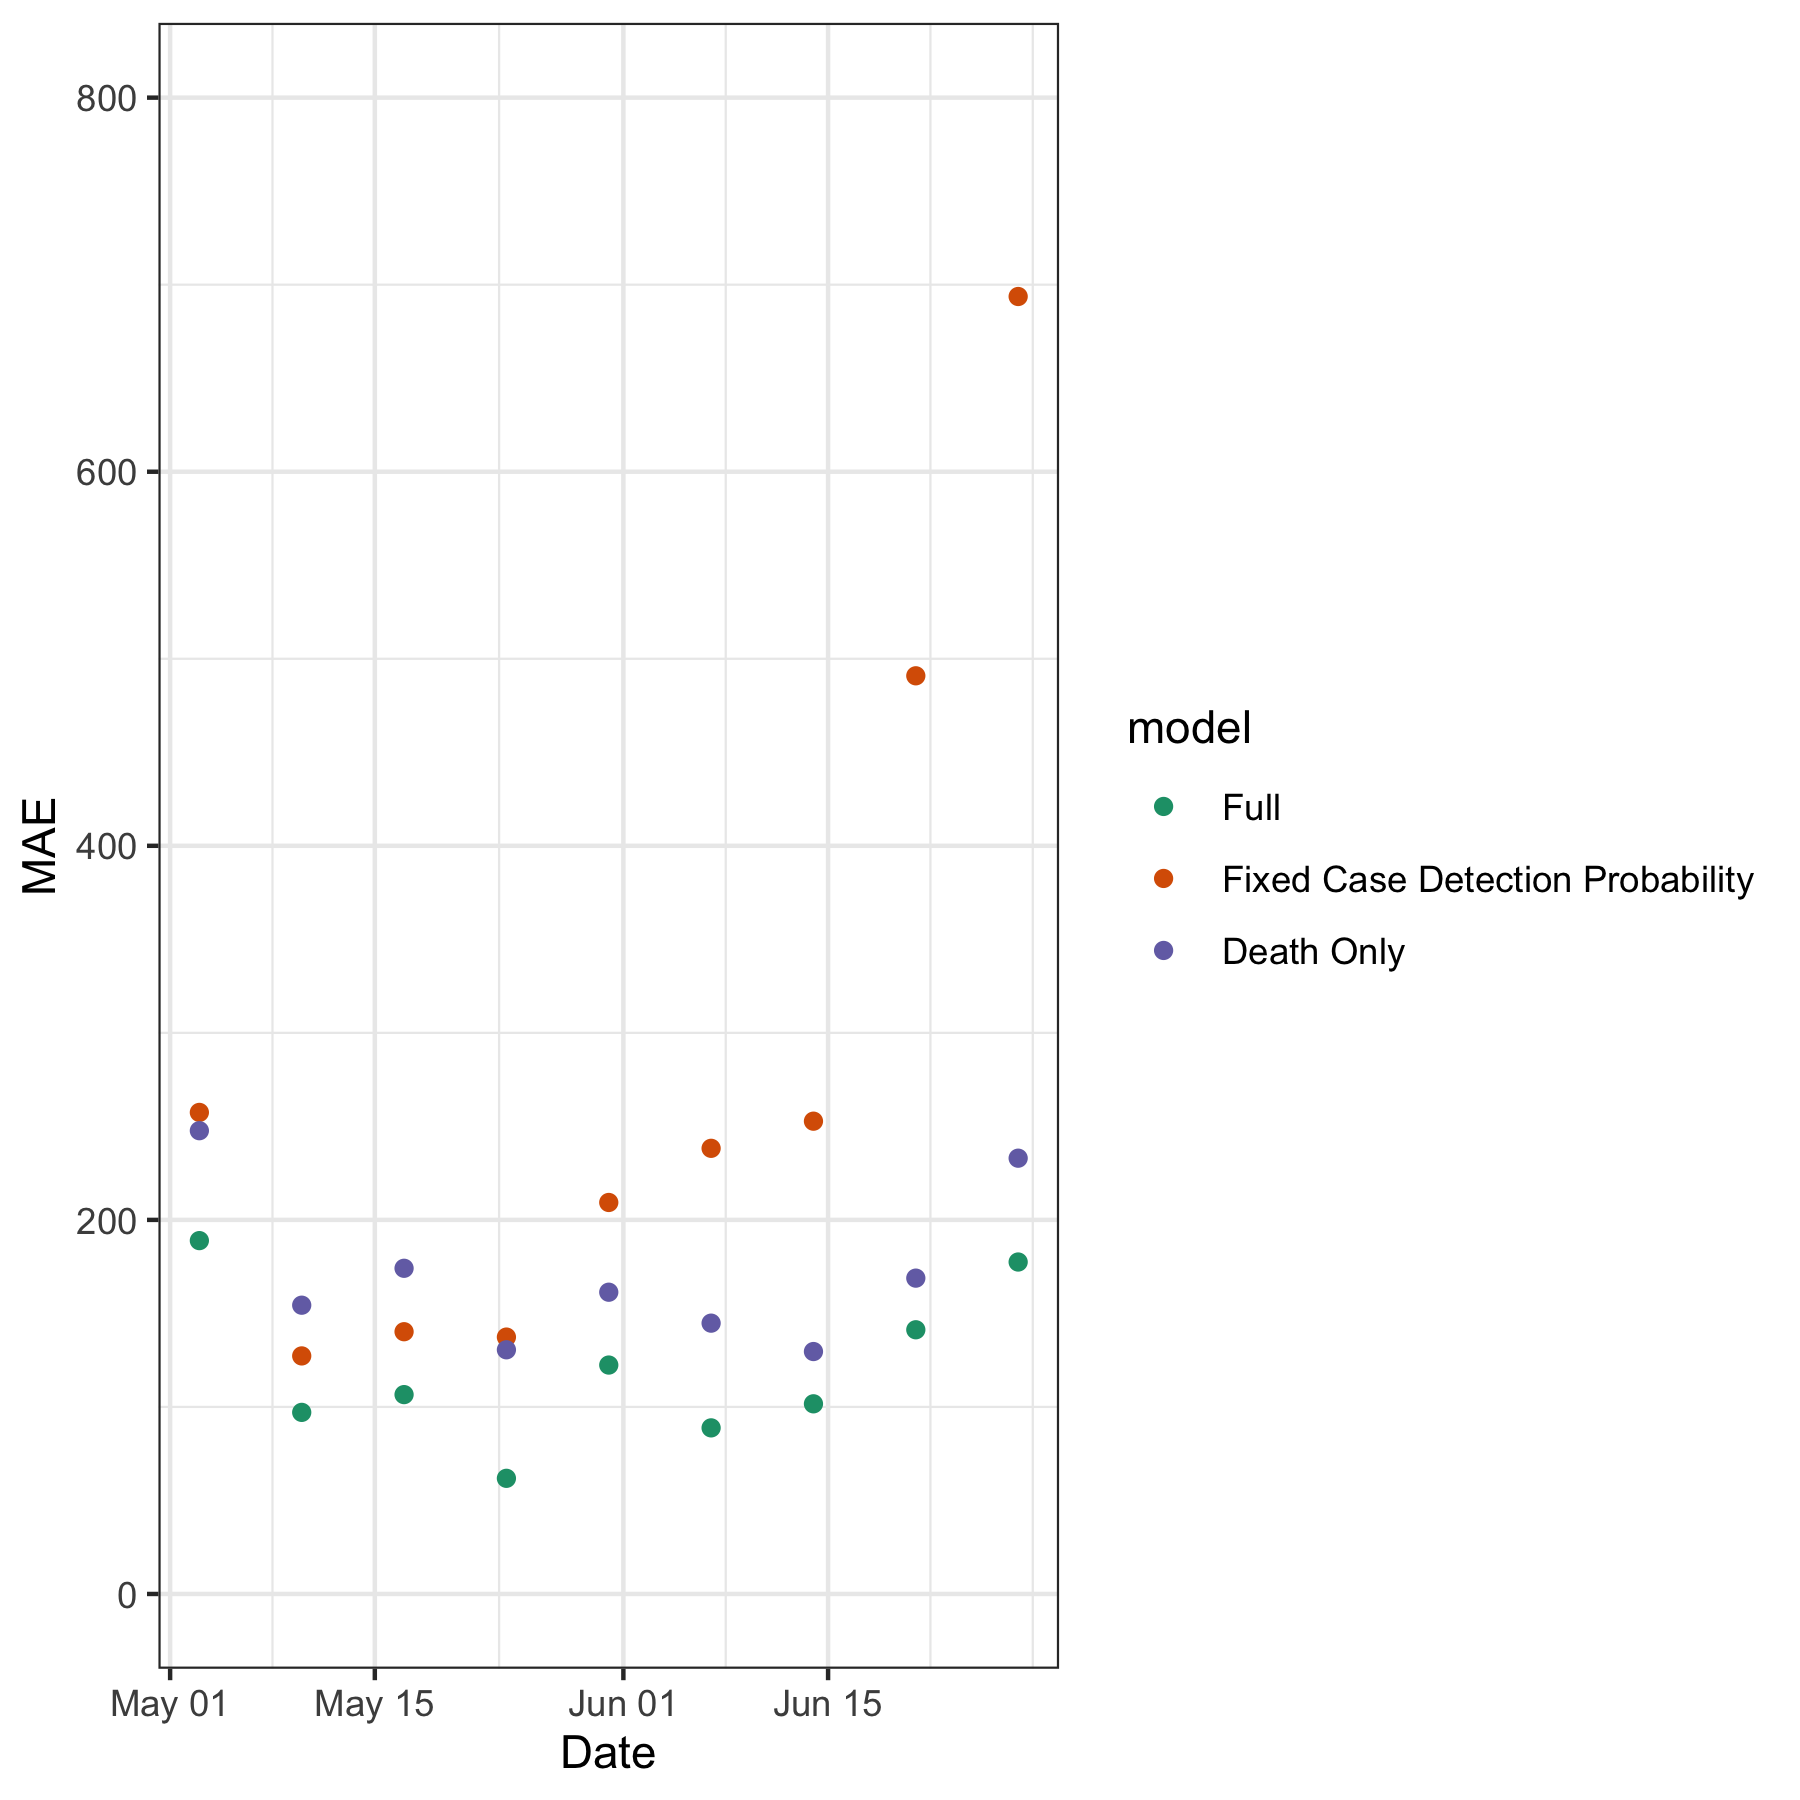 800
600
400
200
0
MAE
May 01
May 15
Jun 01
Jun 15
Date
model
Full
Fixed Case Detection Probability
Death Only